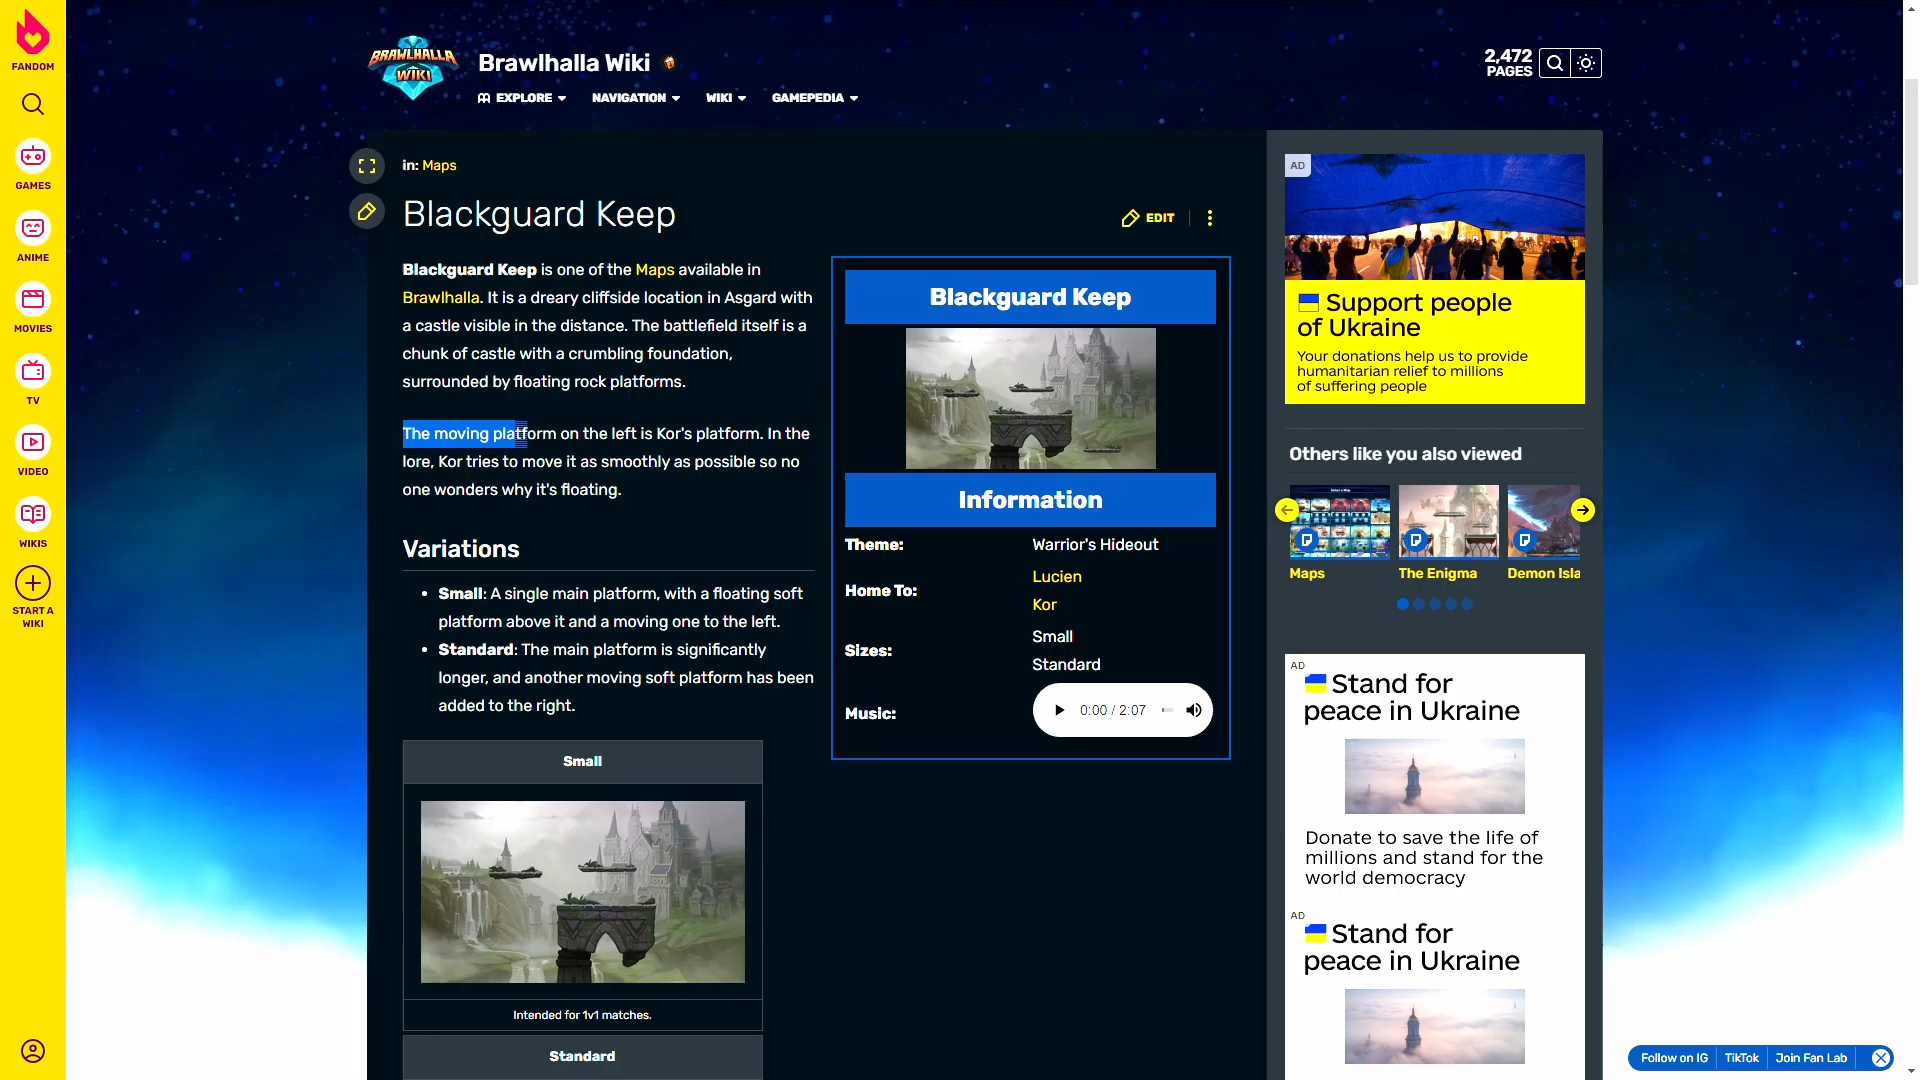 FANDOM
GAMES
ANIME
MOVIES
TV
VIDEO
WIKIS
START A
WIKI
BRAWLHALLA
WIKI
Brawlhalla Wiki
EXPLORE
NAVIGATION
WIKI
GAMEPEDIA
2,472
PAGES
in: Maps
Blackguard Keep
EDIT
Blackguard Keep is one of the Maps available in
Brawlhalla. It is a dreary cliffside location in Asgard with
a castle visible in the distance. The battlefield itself is a
chunk of castle with a crumbling foundation,
surrounded by floating rock platforms.
The moving platform on the left is Kor's platform. In the
lore, Kor tries to move it as smoothly as possible so no
one wonders why it's floating.
Variations
Small: A single main platform, with a floating soft
platform above it and a moving one to the left.
Standard: The main platform is significantly
longer, and another moving soft platform has been
added to the right.
Small
Intended for 1v1 matches.
Standard
Blackguard Keep
Information
Theme: Warrior's Hideout
Home To: Lucien
Kor
Sizes: Small
Standard
Music: 0:00 / 2:07
AD
Support people
of Ukraine
Your donations help us to provide
humanitarian relief to millions
of suffering people
Others like you also viewed
Maps
The Enigma
Demon Isla
AD
Stand for
peace in Ukraine
Donate to save the life of
millions and stand for the
world democracy
AD
Stand for
peace in Ukraine
Follow on IG
TikTok
Join Fan Lab